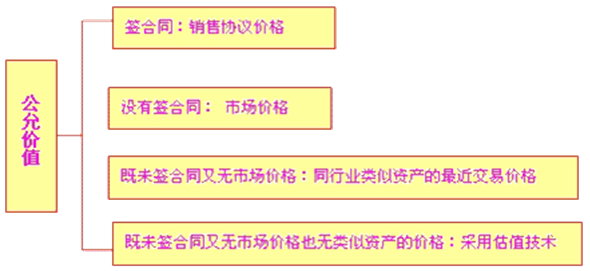 公允价值
签合同：销售协议价格
没有签合同： 市场价格
既未签合同又无市场价格：同行业类似资产的最近交易价格
既未签合同又无市场价格也无类似资产的价格：采用估值技术